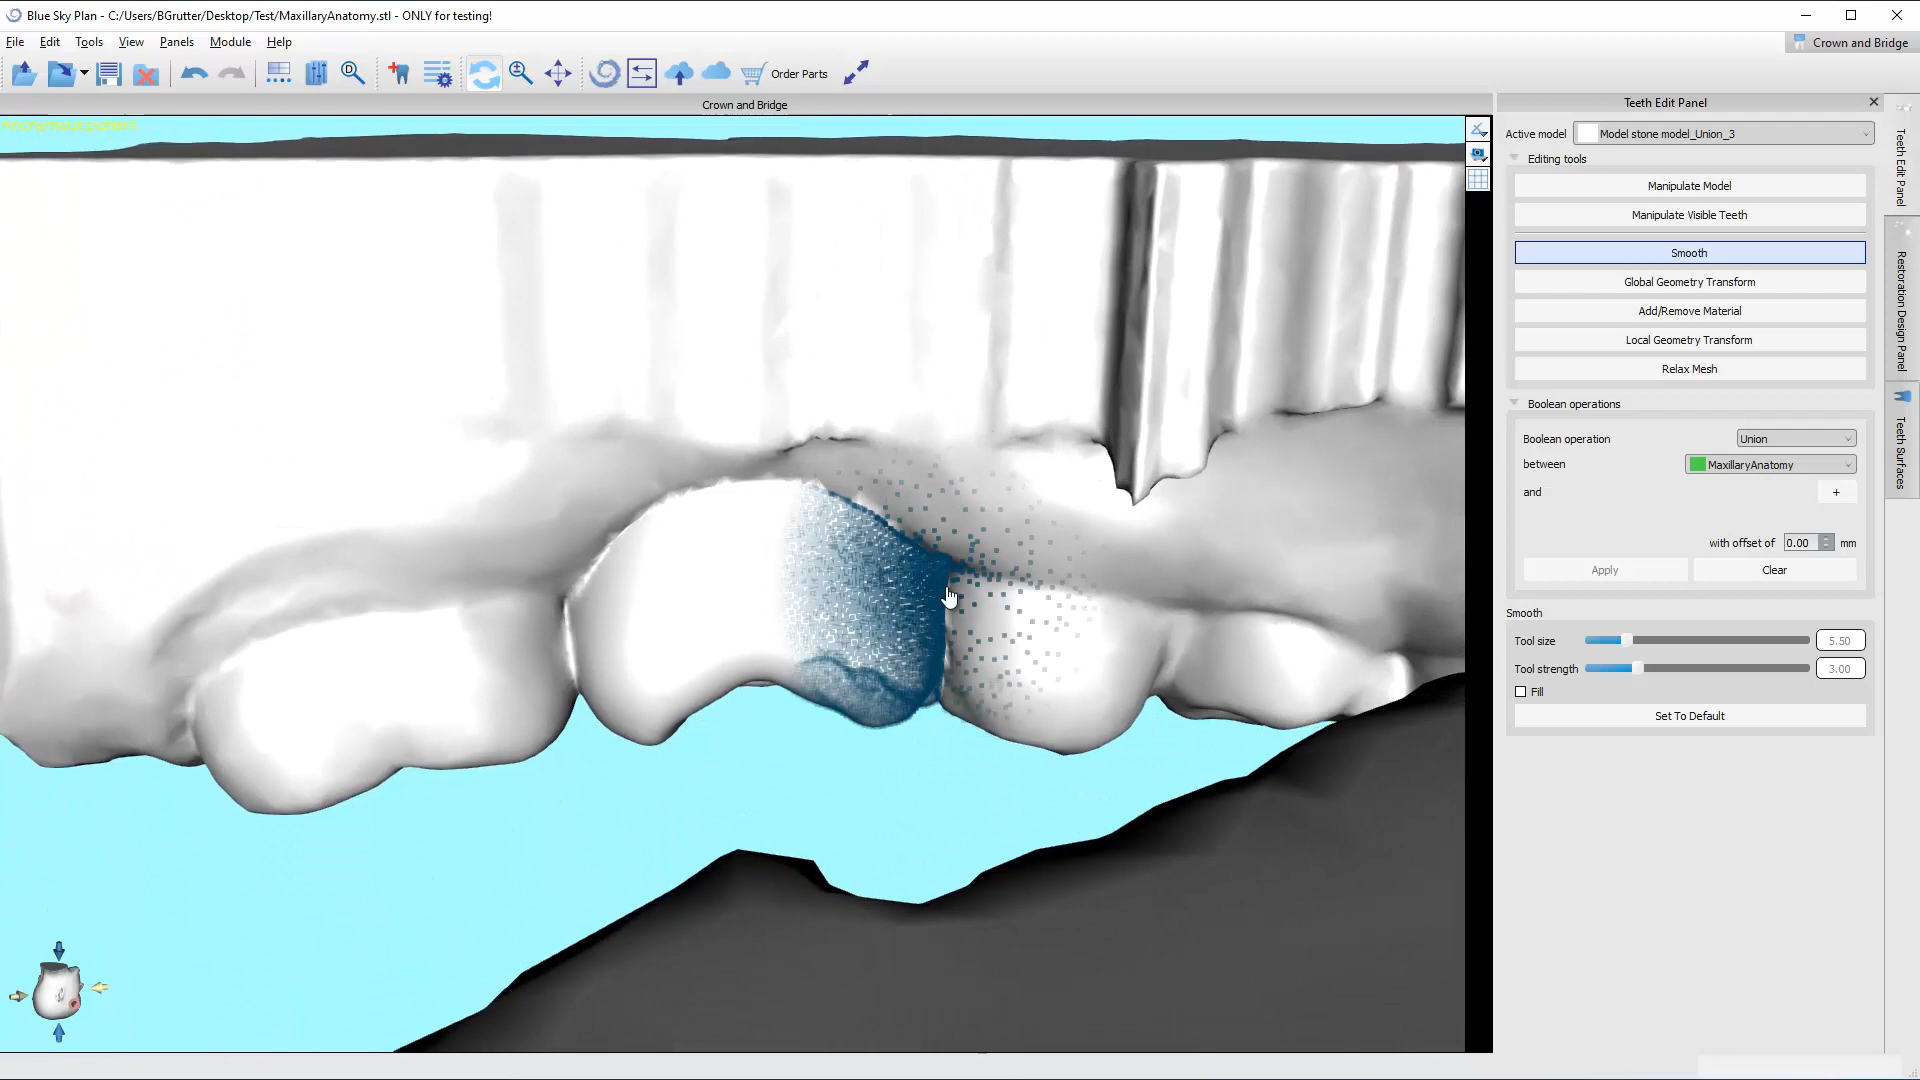 Blue Sky Plan - C:/Users/BGrutter/Desktop/Test/MaxillaryAnatomy.stl - ONLY for testing!
File Edit Tools View Panels Module Help
Crown and Bridge
D
Order Parts
Crown and Bridge
Anonymous patient
Teeth Edit Panel
Active model
Model stone model_Union_3
Editing tools
Manipulate Model
Manipulate Visible Teeth
Smooth
Global Geometry Transform
Add/Remove Material
Local Geometry Transform
Relax Mesh
Boolean operations
Boolean operation
Union
between
MaxillaryAnatomy
and
+
with offset of
0.00
mm
Apply
Clear
Smooth
Tool size
5.50
Tool strength
3.00
Fill
Set To Default
Teeth Edit Panel
Restoration Design Panel
Teeth Surfaces